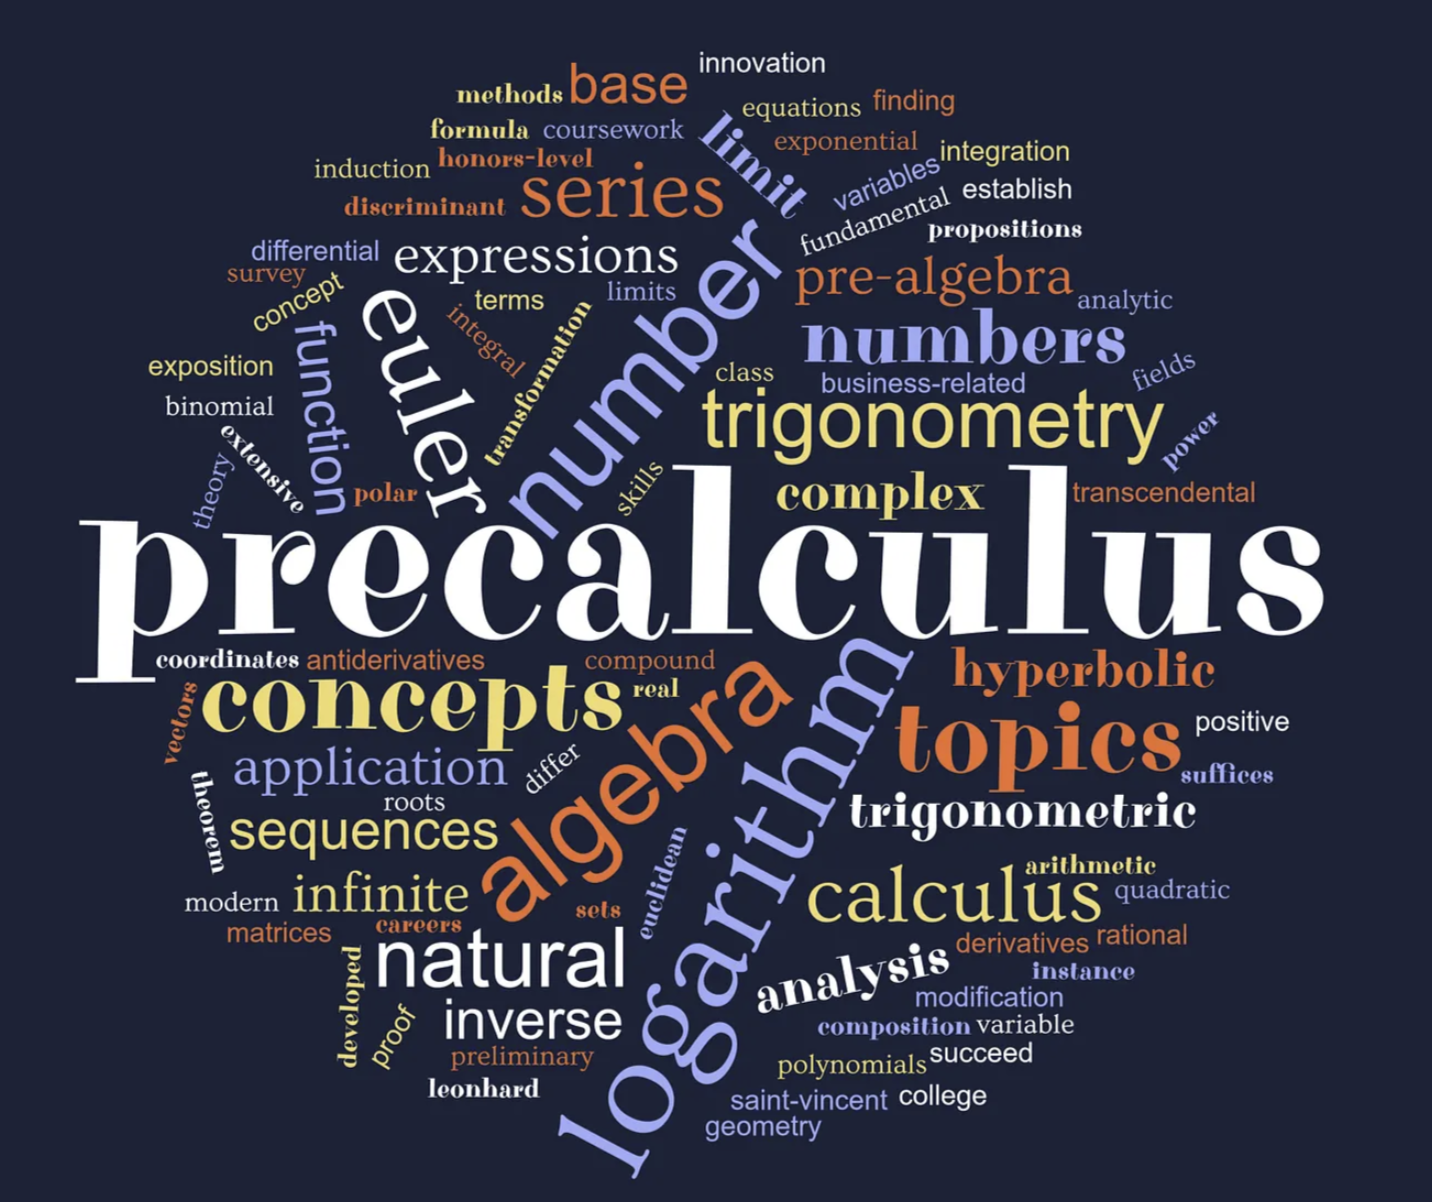 innovation
methods
base
equations
finding
formula
coursework
limit
exponential
induction
honors-level
series
variables
integration
discriminant
fundamental
establish
propositions
differential
expressions
number
pre-algebra
survey
concept
euler
integral
terms
limits
transformation
analytic
function
numbers
exposition
class
business-related
fields
binomial
trigonometry
power
extensive
theory
polar
skills
complex
transcendental
precalculus
coordinates
antiderivatives
compound
hyperbolic
vectors
concepts
real
algebra
logarithm
topics
positive
application
differ
suffices
theorem
roots
trigonometric
sequences
euclidean
arithmetic
modern
infinite
calculus
quadratic
matrices
careers
sets
derivatives
rational
natural
analysis
instance
developed
proof
inverse
modification
composition
variable
preliminary
polynomials
succeed
leonhard
saint-vincent
college
geometry